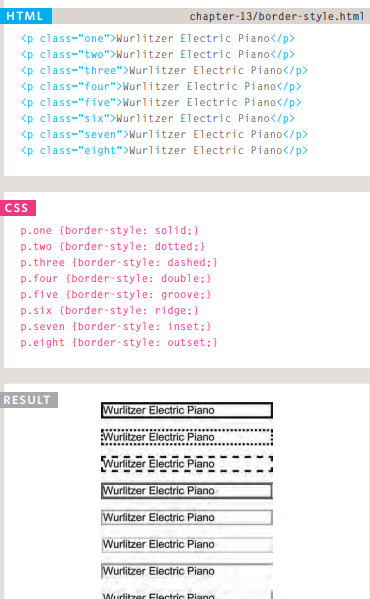 HTML
chapter-13/border-style.html
<p class="one">Wurlitzer Electric Piano</p>
<p class="two">Wurlitzer Electric Piano</p>
<p class="three">Wurlitzer Electric Piano</p>
<p class="four">Wurlitzer Electric Piano</p>
<p class="five">Wurlitzer Electric Piano</p>
<p class="six">Wurlitzer Electric Piano</p>
<p class="seven">Wurlitzer Electric Piano</p>
<p class="eight">Wurlitzer Electric Piano</p>
CSS
p.one {border-style: solid;}
p.two {border-style: dotted;}
p.three {border-style: dashed;}
p.four {border-style: double;}
p.five {border-style: groove;}
p.six {border-style: ridge;}
p.seven {border-style: inset;}
p.eight {border-style: outset;}
RESULT
Wurlitzer Electric Piano
Wurlitzer Electric Piano
Wurlitzer Electric Piano
Wurlitzer Electric Piano
Wurlitzer Electric Piano
Wurlitzer Electric Piano
Wurlitzer Electric Piano
Wurlitzer Electric Piano